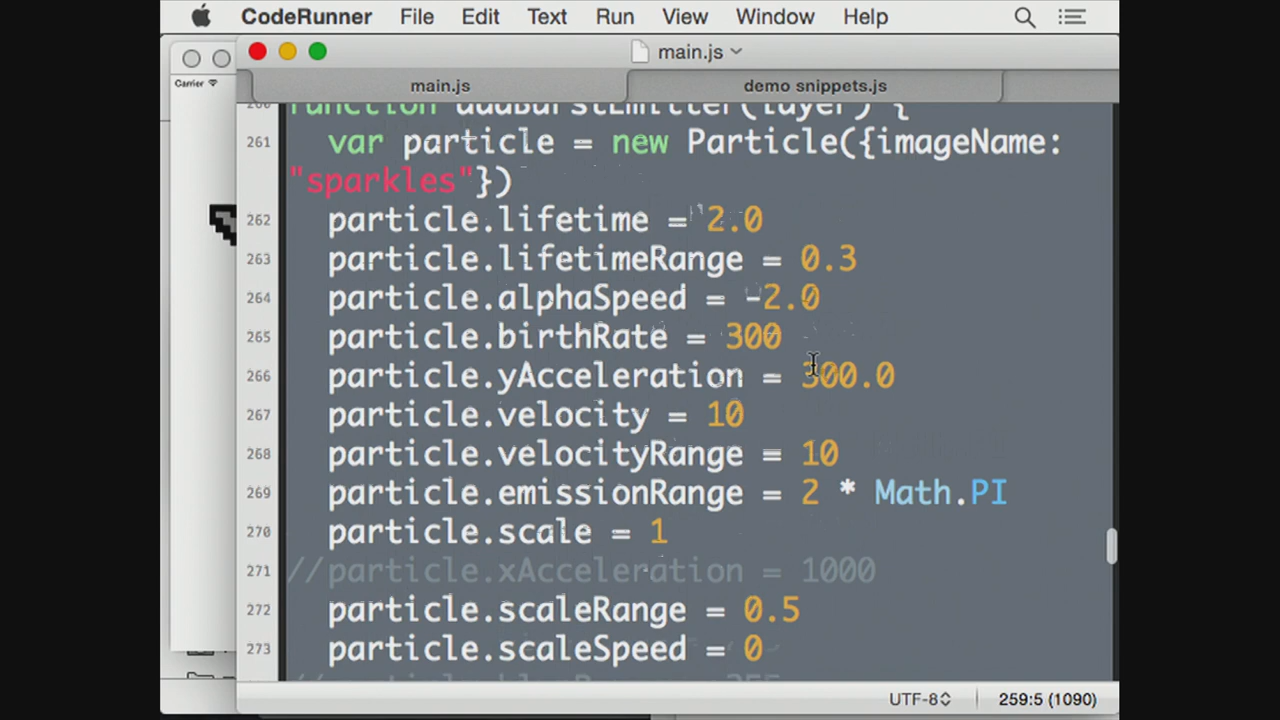 CodeRunner File Edit Text Run View Window Help
main.js
Carrier
main.js demo snippets.js
260 function addBurstEmitter(layer) {
261 var particle = new Particle({imageName:
"sparkles"})
262 particle.lifetime = 2.0
263 particle.lifetimeRange = 0.3
264 particle.alphaSpeed = -2.0
265 particle.birthRate = 300
266 particle.yAcceleration = 300.0
267 particle.velocity = 10
268 particle.velocityRange = 10
269 particle.emissionRange = 2 * Math.PI
270 particle.scale = 1
271 //particle.xAcceleration = 1000
272 particle.scaleRange = 0.5
273 particle.scaleSpeed = 0
UTF-8 259:5 (1090)